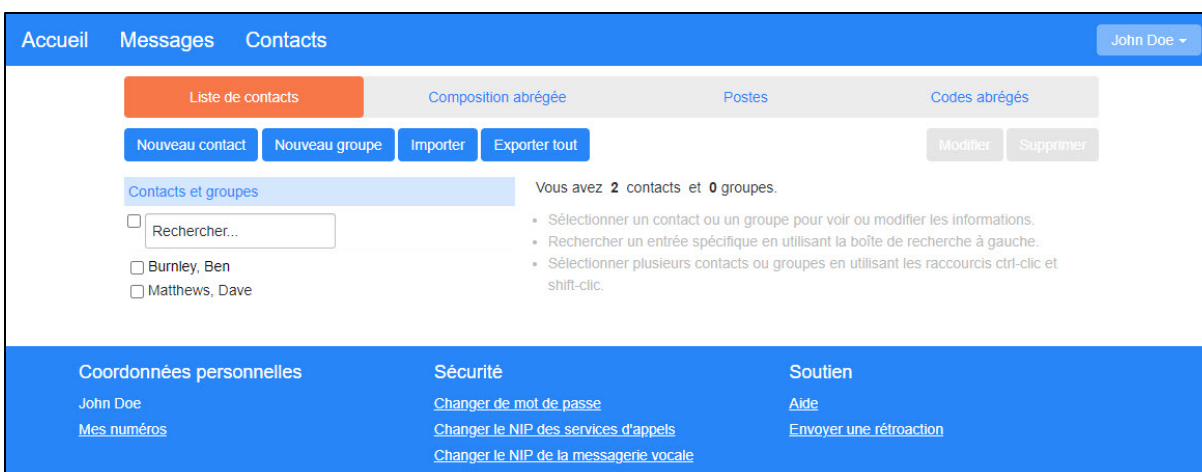 Accueil Messages Contacts John Doe
Liste de contacts Composition abrégée Postes Codes abrégés
Nouveau contact Nouveau groupe Importer Exporter tout Modifier Supprimer
Contacts et groupes
Vous avez 2 contacts et 0 groupes.
Rechercher...
Burnley, Ben
Matthews, Dave
• Sélectionner un contact ou un groupe pour voir ou modifier les informations.
• Rechercher un entrée spécifique en utilisant la boîte de recherche à gauche.
• Sélectionner plusieurs contacts ou groupes en utilisant les raccourcis ctrl-clic et
shift-clic.
Coordonnées personnelles
John Doe
Mes numéros
Sécurité
Changer de mot de passe
Changer le NIP des services d'appels
Changer le NIP de la messagerie vocale
Soutien
Aide
Envoyer une rétroaction